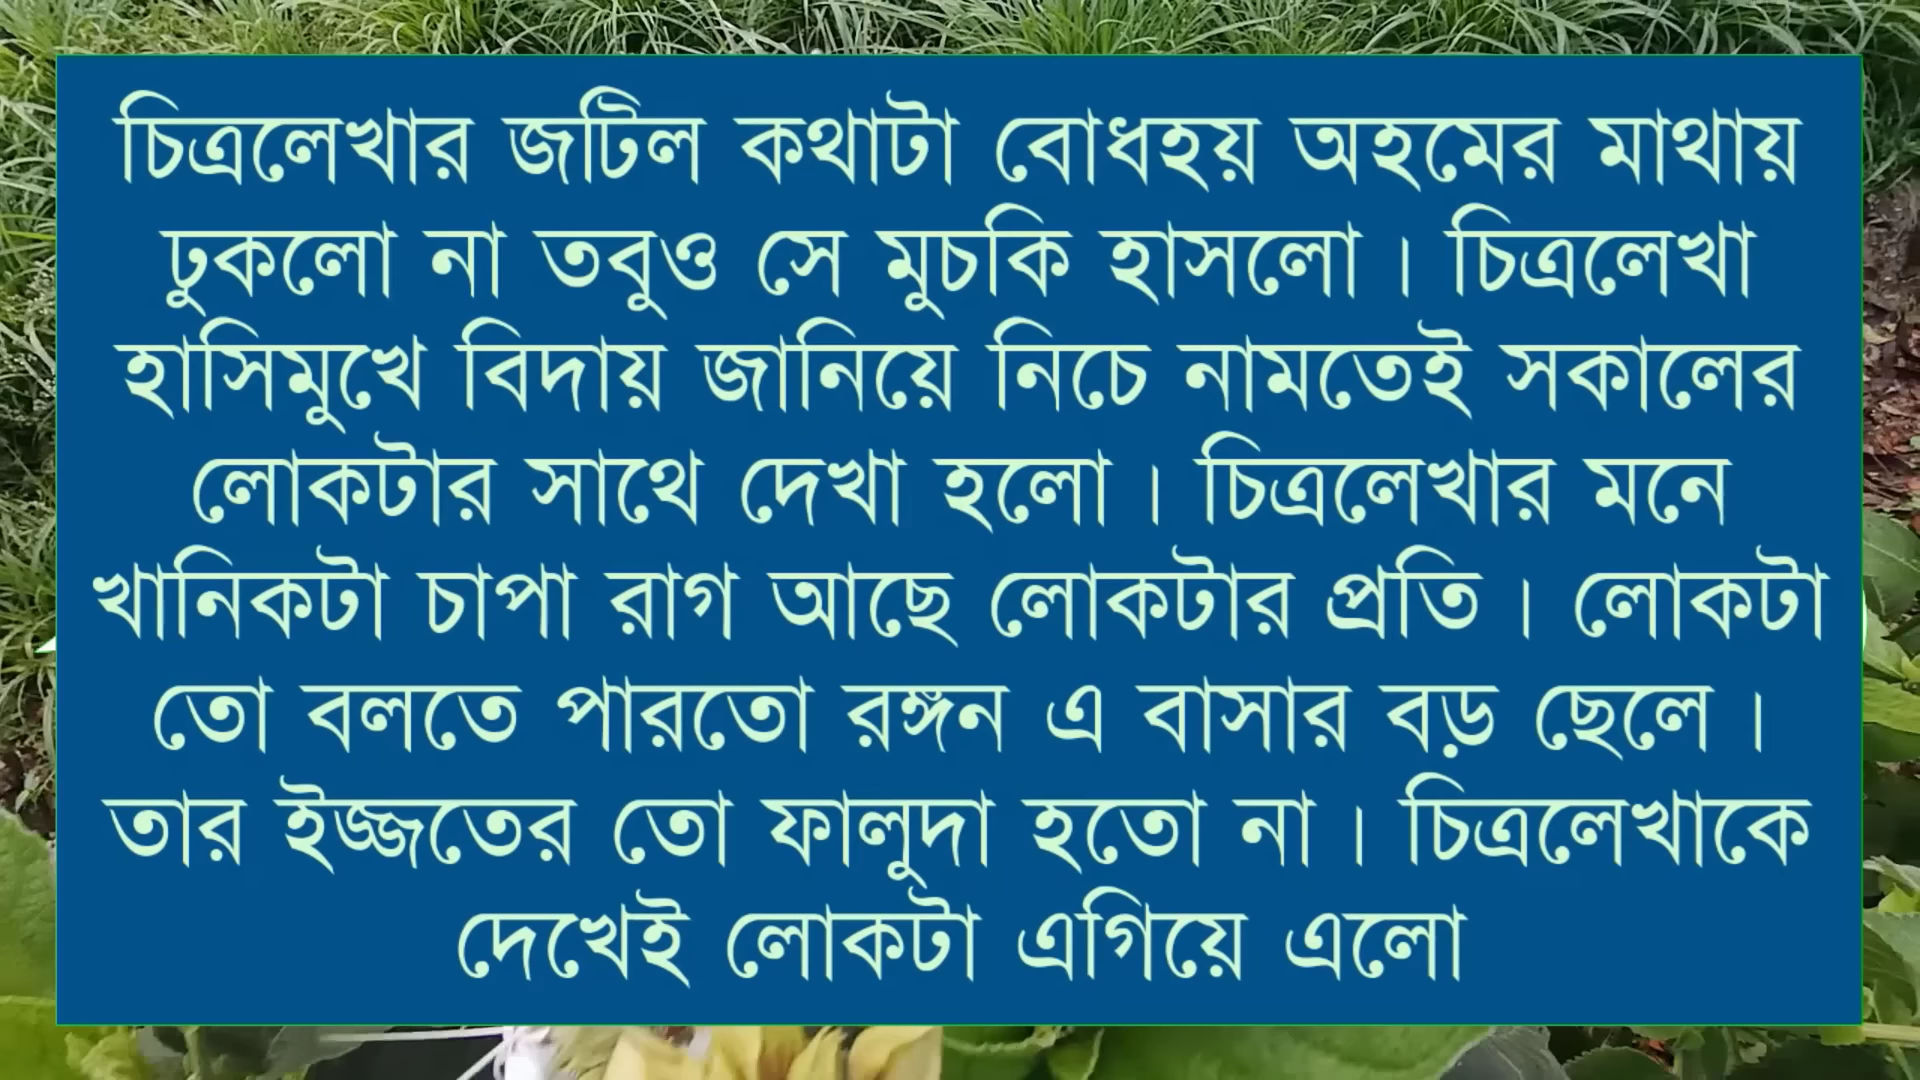 চিত্রলেখার জটিল কথাটা বোধহয় অহমের মাথায়
ঢুকলো না তবুও সে মুচকি হাসলো । চিত্রলেখা
হাসিমুখে বিদায় জানিয়ে নিচে নামতেই সকালের
লোকটার সাথে দেখা হলো । চিত্রলেখার মনে
খানিকটা চাপা রাগ আছে লোকটার প্রতি । লোকটা
তো বলতে পারতো রঙ্গন এ বাসার বড় ছেলে ।
তার ইজ্জতের তো ফালুদা হতো না । চিত্রলেখাকে
দেখেই লোকটা এগিয়ে এলো